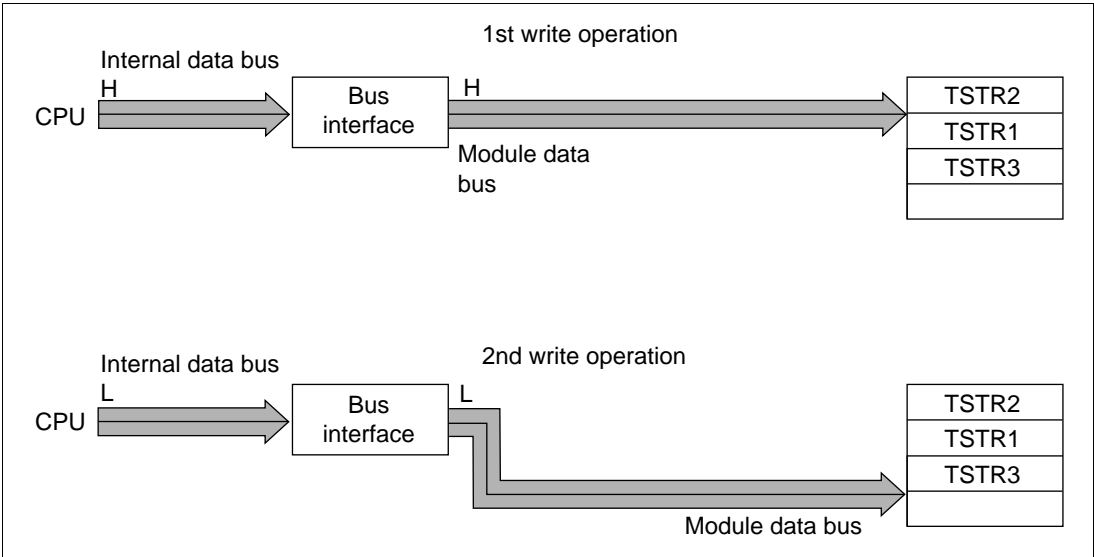 1st write operation
Internal data bus
H
CPU
Bus
interface
H
Module data
bus
TSTR2
TSTR1
TSTR3
2nd write operation
Internal data bus
L
CPU
Bus
interface
L
Module data bus
TSTR2
TSTR1
TSTR3